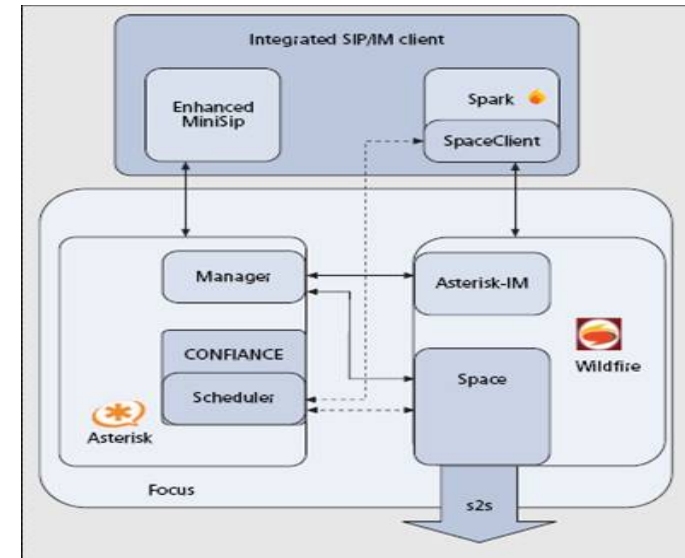 Integrated SIP/IM client
Enhanced
MiniSip
Spark
SpaceClient
Manager
Asterisk-IM
CONFIANCE
Scheduler
Space
Wildfire
Asterisk
Focus
s2s